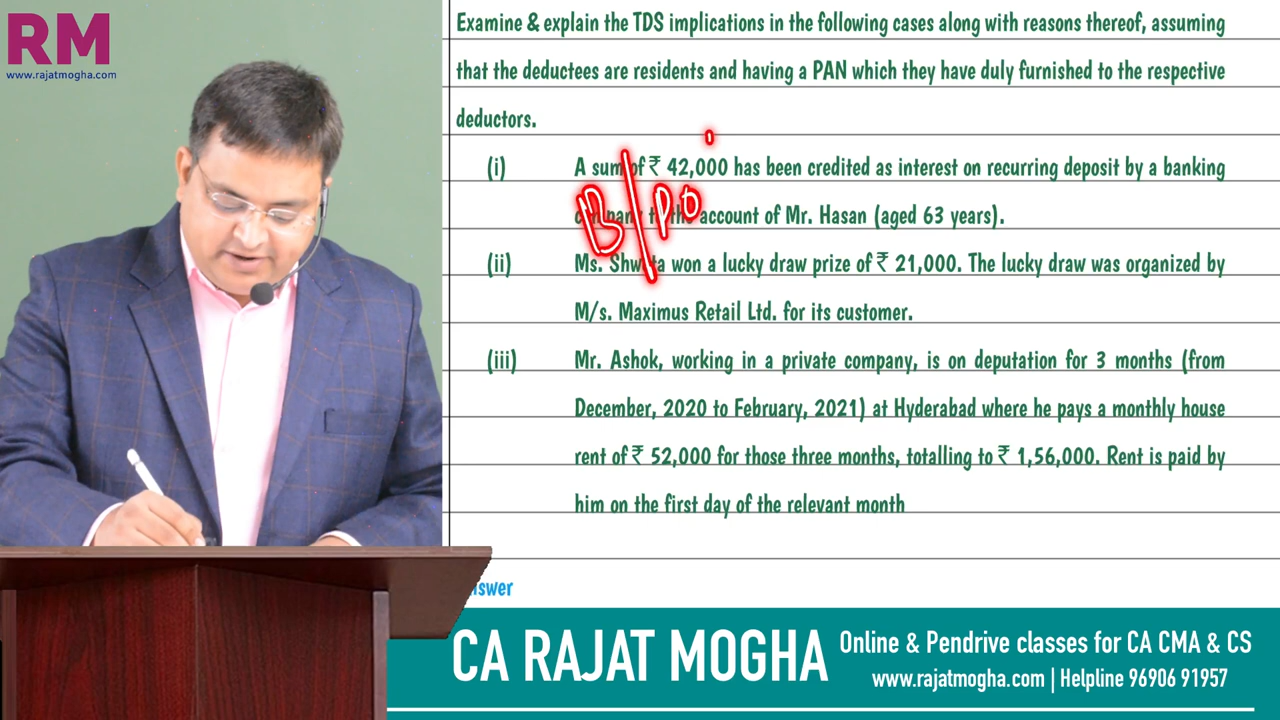 RM
www.rajatmogha.com
Examine & explain the TDS implications in the following cases along with reasons thereof, assuming
that the deductees are residents and having a PAN which they have duly furnished to the respective
deductors.
(i) A sum of ₹ 42,000 has been credited as interest on recurring deposit by a banking
company to the account of Mr. Hasan (aged 63 years).
B/PO
(ii) Ms. Shweta won a lucky draw prize of ₹ 21,000. The lucky draw was organized by
M/s. Maximus Retail Ltd. for its customer.
(iii) Mr. Ashok, working in a private company, is on deputation for 3 months (from
December, 2020 to February, 2021) at Hyderabad where he pays a monthly house
rent of ₹ 52,000 for those three months, totalling to ₹ 1,56,000. Rent is paid by
him on the first day of the relevant month
nswer
CA RAJAT MOGHA
Online & Pendrive classes for CA CMA & CS
www.rajatmogha.com | Helpline 96906 91957